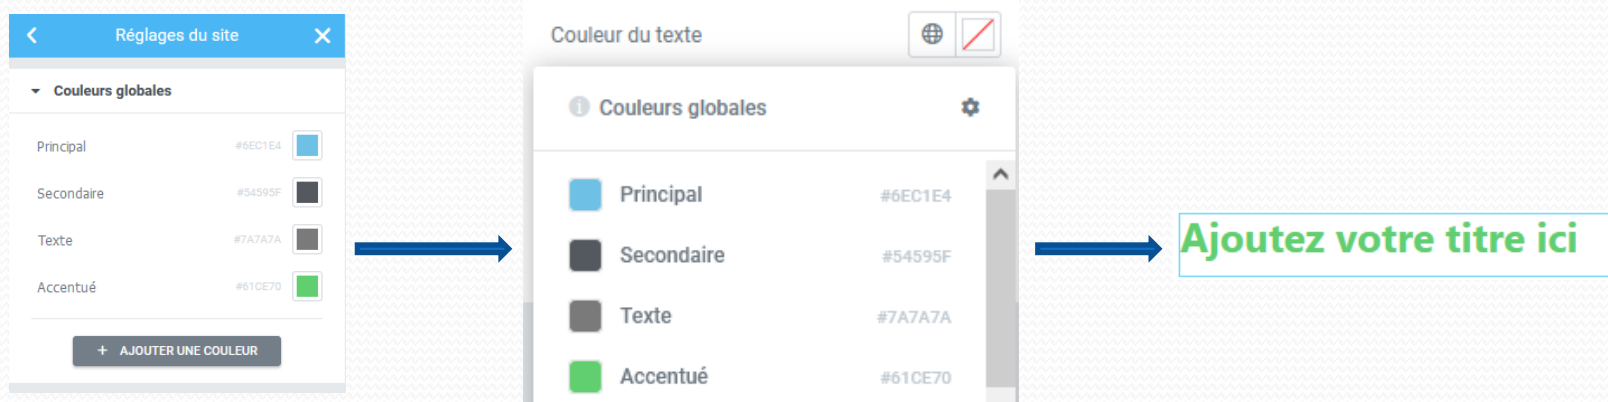 Réglages du site
Couleurs globales
Principal #6EC1E4
Secondaire #54595F
Texte #7A7A7A
Accentué #61CE70
+ AJOUTER UNE COULEUR
Couleur du texte
Couleurs globales
Principal #6EC1E4
Secondaire #54595F
Texte #7A7A7A
Accentué #61CE70
Ajoutez votre titre ici